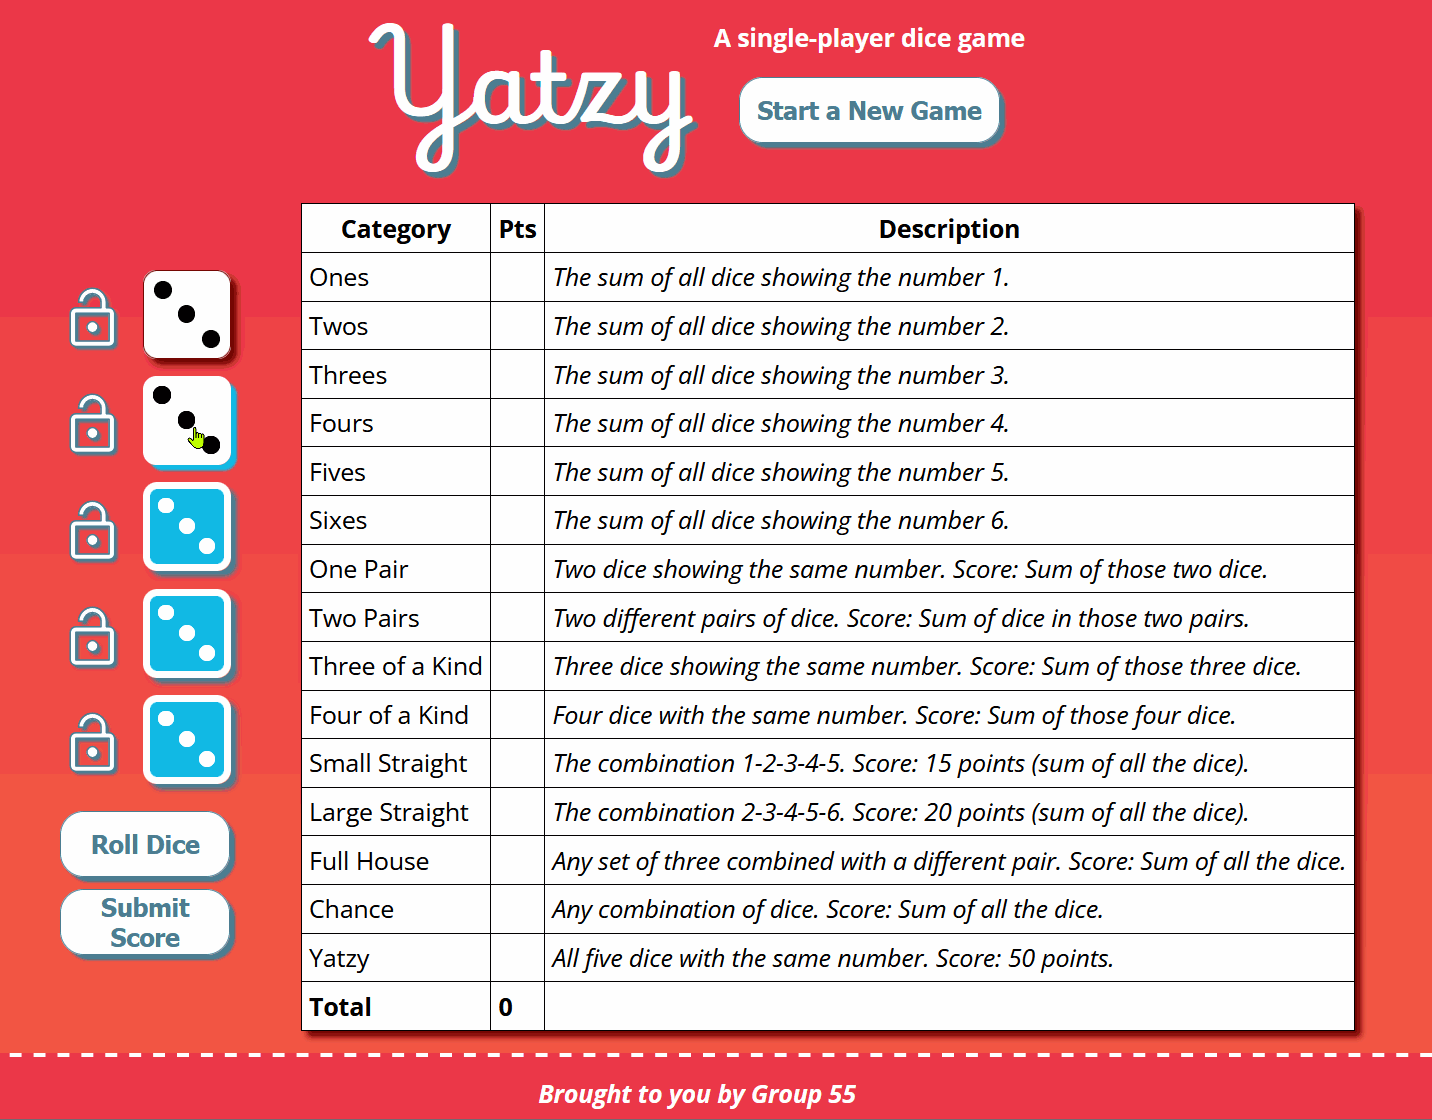 Yatzy
A single-player dice game
Start a New Game
Category Pts Description
Ones The sum of all dice showing the number 1.
Twos The sum of all dice showing the number 2.
Threes The sum of all dice showing the number 3.
Fours The sum of all dice showing the number 4.
Fives The sum of all dice showing the number 5.
Sixes The sum of all dice showing the number 6.
One Pair Two dice showing the same number. Score: Sum of those two dice.
Two Pairs Two different pairs of dice. Score: Sum of dice in those two pairs.
Three of a Kind Three dice showing the same number. Score: Sum of those three dice.
Four of a Kind Four dice with the same number. Score: Sum of those four dice.
Small Straight The combination 1-2-3-4-5. Score: 15 points (sum of all the dice).
Large Straight The combination 2-3-4-5-6. Score: 20 points (sum of all the dice).
Full House Any set of three combined with a different pair. Score: Sum of all the dice.
Chance Any combination of dice. Score: Sum of all the dice.
Yatzy All five dice with the same number. Score: 50 points.
Total 0
Roll Dice
Submit
Score
Brought to you by Group 55